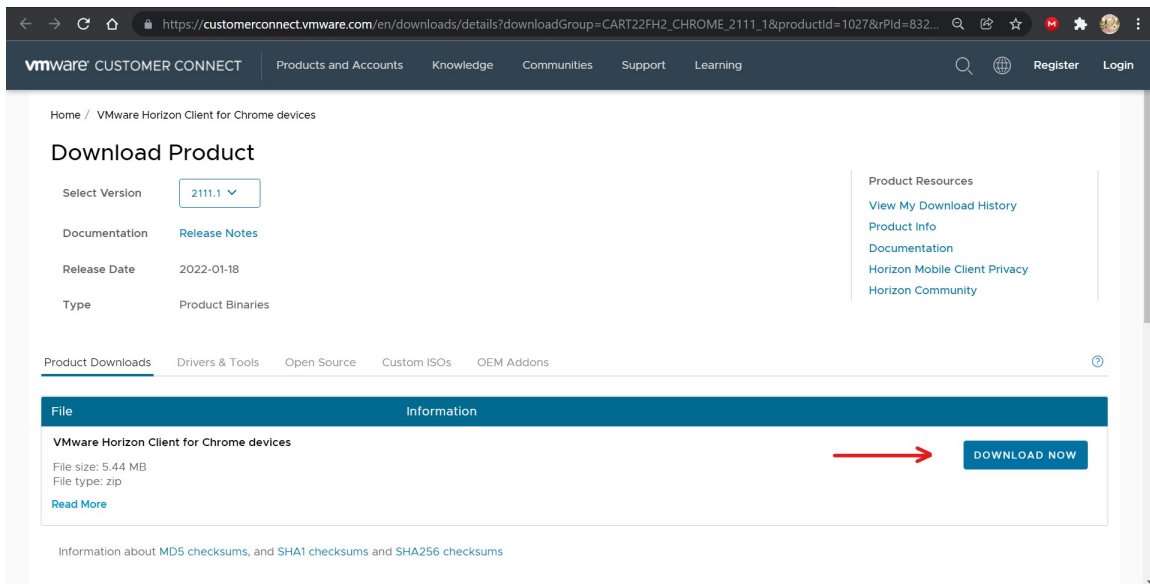 https://customerconnect.vmware.com/en/downloads/details?downloadGroup=CART22FH2_CHROME_2111_1&productId=1027&rPId=832...
M
vmware® CUSTOMER CONNECT Products and Accounts Knowledge Communities Support Learning Register Login
Home / VMware Horizon Client for Chrome devices
Download Product
Select Version 2111.1
Documentation Release Notes
Release Date 2022-01-18
Type Product Binaries
Product Resources
View My Download History
Product Info
Documentation
Horizon Mobile Client Privacy
Horizon Community
Product Downloads Drivers & Tools Open Source Custom ISOs OEM Addons ?
File Information
VMware Horizon Client for Chrome devices
File size: 5.44 MB
File type: zip
Read More
DOWNLOAD NOW
Information about MD5 checksums, and SHA1 checksums and SHA256 checksums